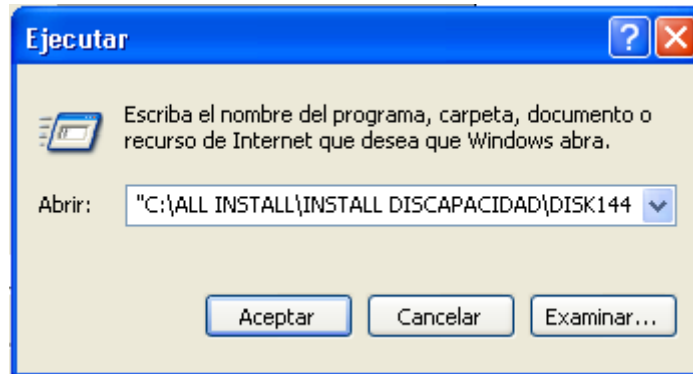 Ejecutar
Escriba el nombre del programa, carpeta, documento o
recurso de Internet que desea que Windows abra.
Abrir: "C:\ALL INSTALL\INSTALL DISCAPACIDAD\DISK144
Aceptar Cancelar Examinar...